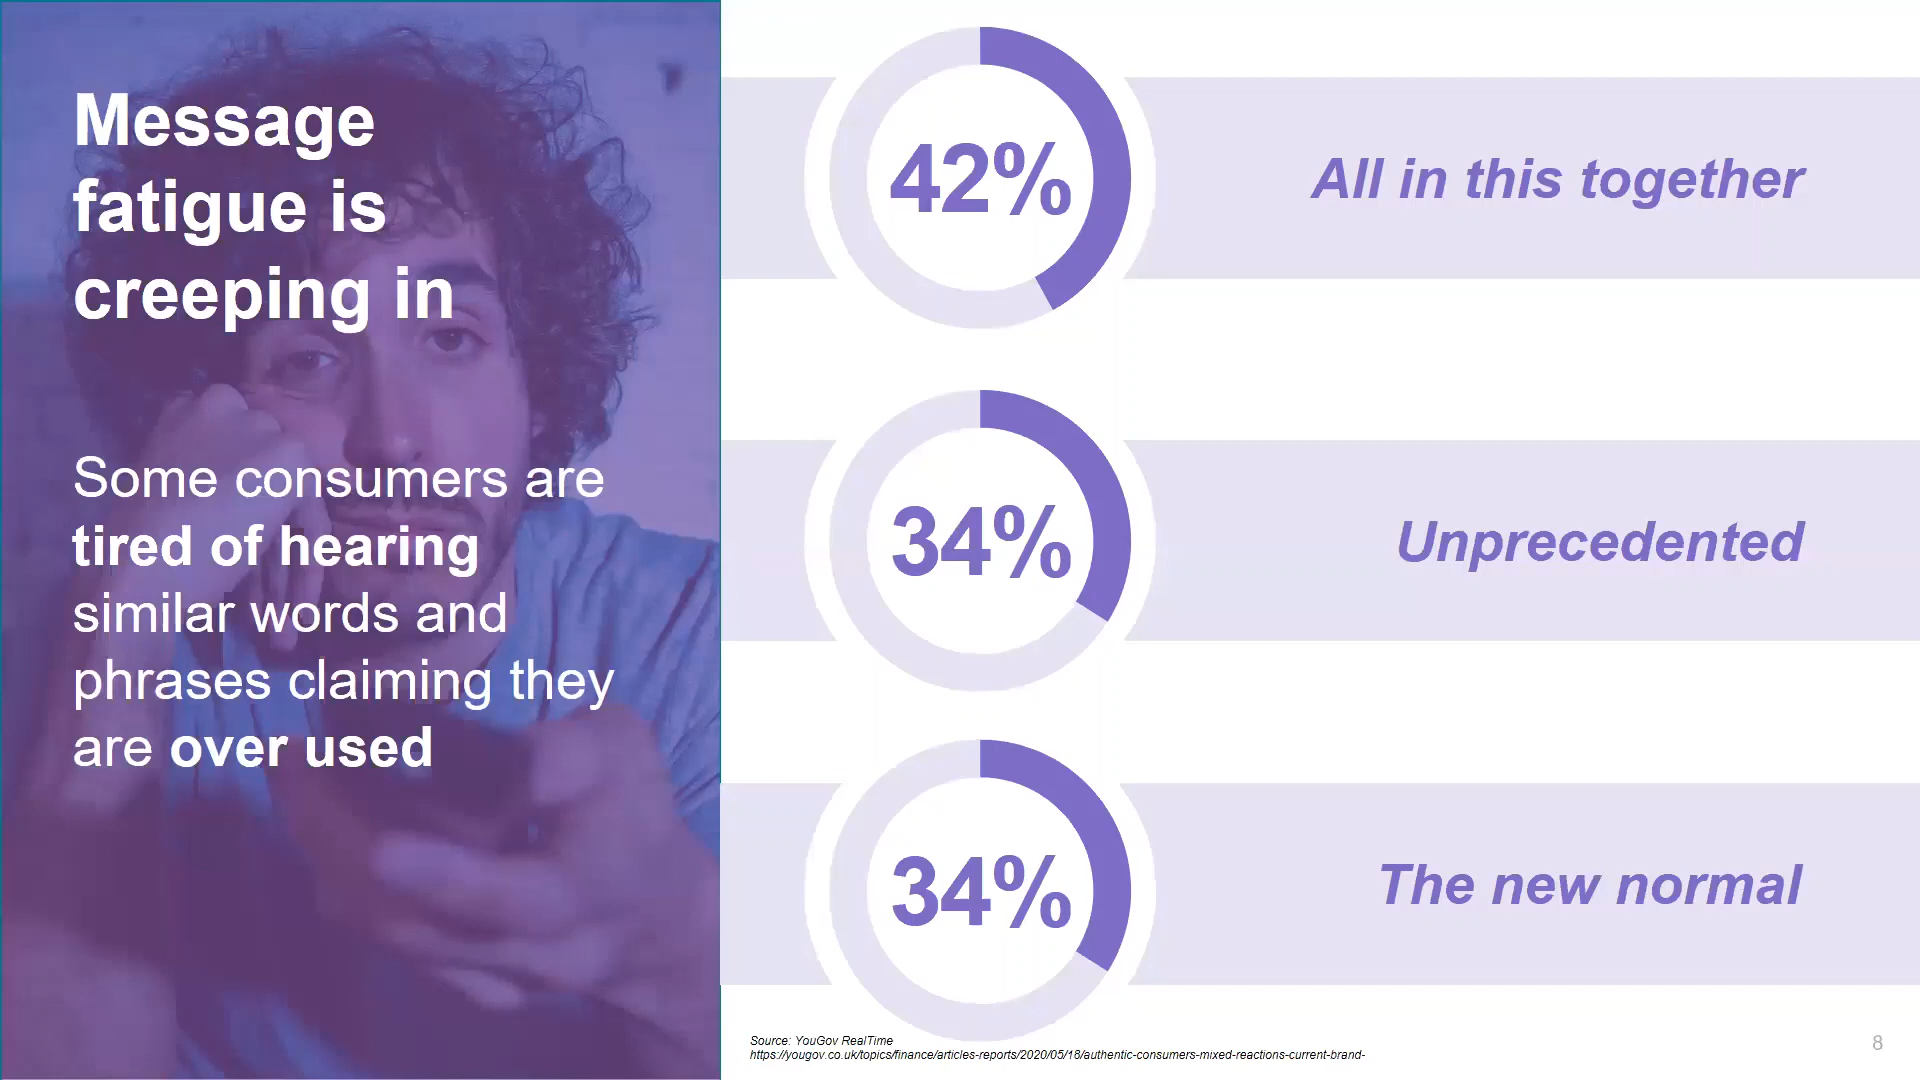 Message
fatigue is
creeping in
Some consumers are
tired of hearing
similar words and
phrases claiming they
are over used
42%
All in this together
34%
Unprecedented
34%
The new normal
Source: YouGov RealTime
https://yougov.co.uk/topics/finance/articles-reports/2020/05/18/authentic-consumers-mixed-reactions-current-brand-
8